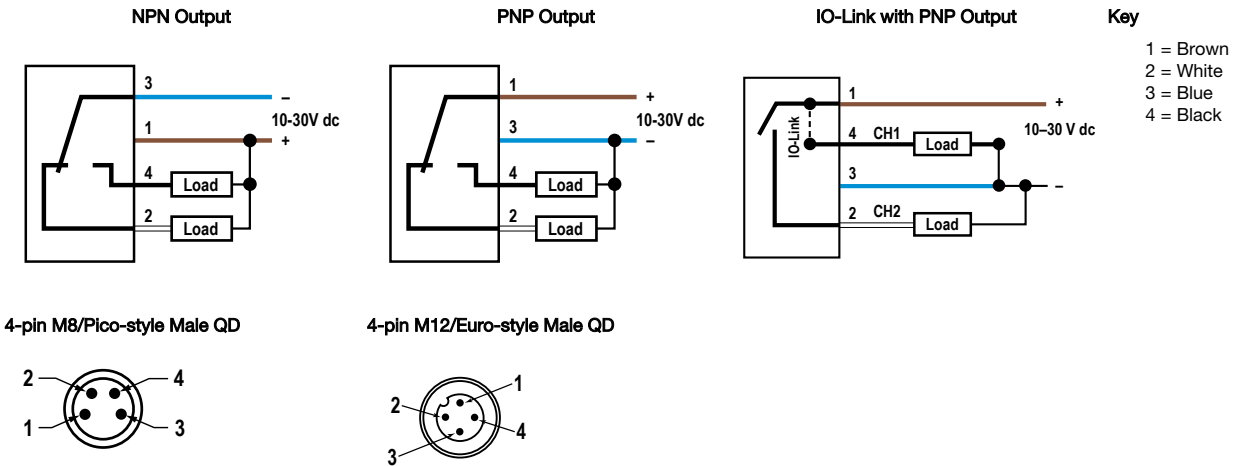 NPN Output
3
–
10-30V dc
1
+
4
Load
2
Load
PNP Output
1
+
10-30V dc
3
–
4
Load
2
Load
IO-Link with PNP Output
1
+
10–30 V dc
IO-Link
4 CH1 Load
3
–
2 CH2 Load
Key
1 = Brown
2 = White
3 = Blue
4 = Black
4-pin M8/Pico-style Male QD
2
4
1
3
4-pin M12/Euro-style Male QD
1
2
4
3